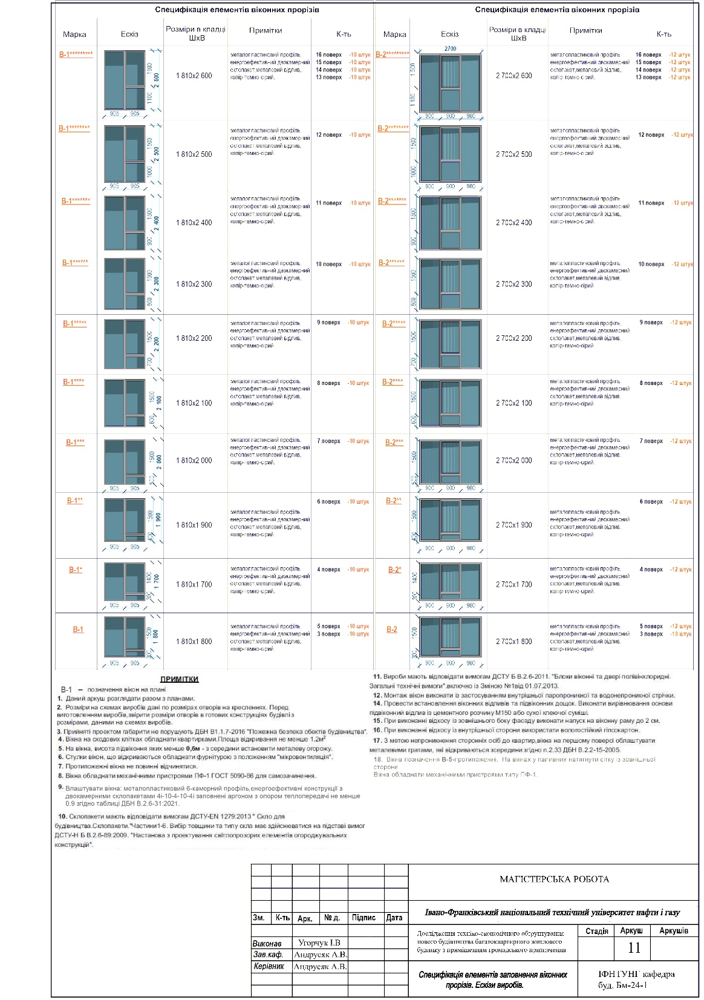 Специфікація елементів віконних прорізів
Марка Ескіз Розміри в кладці ШхВ Примітки К-ть
В-1*********
1500 1100 2 600
905 905
1 810х2 600
металопластиковий профіль,
енергоефективний двокамерний
склопакет,металевий відлив,
колір-темно-сірий.
16 поверх -10 штук
15 поверх -10 штук
14 поверх -10 штук
13 поверх -10 штук
В-1********
1500 1000 2 500
905 905
1 810х2 500
металопластиковий профіль,
енергоефективний двокамерний
склопакет,металевий відлив,
колір-темно-сірий.
12 поверх -10 штук
В-1*******
1500 900 2 400
1 810х2 400
металопластиковий профіль,
енергоефективний двокамерний
склопакет,металевий відлив,
колір-темно-сірий.
11 поверх -10 штук
В-1******
1500 800 2 300
1 810х2 300
металопластиковий профіль,
енергоефективний двокамерний
склопакет,металевий відлив,
колір-темно-сірий.
10 поверх -10 штук
В-1*****
1500 700 2 200
1 810х2 200
металопластиковий профіль,
енергоефективний двокамерний
склопакет,металевий відлив,
колір-темно-сірий
9 поверх -10 штук
В-1****
1500 600 2 100
1 810х2 100
металопластиковий профіль,
енергоефективний двокамерний
склопакет,металевий відлив,
колір-темно-сірий
8 поверх -10 штук
В-1***
1500 500 2 000
905 905
1 810х2 000
металопластиковий профіль,
енергоефективний двокамерний
склопакет,металевий відлив,
колір-темно-сірий.
7 поверх -10 штук
В-1**
1500 400 1 900
905 905
1 810х1 900
металопластиковий профіль,
енергоефективний двокамерний
склопакет,металевий відлив,
колір-темно-сірий
6 поверх -10 штук
В-1*
1400 300 1 700
905 905
1 810х1 700
металопластиковий профіль,
енергоефективний двокамерний
склопакет,металевий відлив,
колір-темно-сірий.
4 поверх -10 штук
В-1
1500 300 1 800
905 905
1 810х1 800
металопластиковий профіль,
енергоефективний двокамерний
склопакет,металевий відлив,
колір-темно-сірий
5 поверх -10 штук
3 поверх -10 штук
Специфікація елементів віконних прорізів
Марка Ескіз Розміри в кладці ШхВ Примітки К-ть
В-2*********
2700
1 500 1 100
900 900 900
2 700х2 600
металопластиковий профіль,
енергоефективний двокамерний
склопакет,металевий відлив,
колір-темно-сірий.
16 поверх -12 штук
15 поверх -12 штук
14 поверх -12 штук
13 поверх -12 штук
В-2********
1500 1000
900 900 900
2 700х2 500
металопластиковий профіль,
енергоефективний двокамерний
склопакет,металевий відлив,
колір-темно-сірий.
12 поверх -12 штук
В-2*******
1500 900
2 700х2 400
металопластиковий профіль,
енергоефективний двокамерний
склопакет,металевий відлив,
колір-темно-сірий.
11 поверх -12 штук
В-2******
1500 800
2 700х2 300
металопластиковий профіль,
енергоефективний двокамерний
склопакет,металевий відлив,
колір-темно-сірий.
10 поверх -12 штук
В-2*****
1500 700
2 700х2 200
металопластиковий профіль,
енергоефективний двокамерний
склопакет,металевий відлив,
колір-темно-сірий
9 поверх -12 штук
В-2****
1500 600
2 700х2 100
металопластиковий профіль,
енергоефективний двокамерний
склопакет,металевий відлив,
колір-темно-сірий
8 поверх -12 штук
В-2***
1500 500
900 900 900
2 700х2 000
металопластиковий профіль,
енергоефективний двокамерний
склопакет,металевий відлив,
колір-темно-сірий.
7 поверх -12 штук
В-2**
1500 400
900 900 900
2 700х1 900
металопластиковий профіль,
енергоефективний двокамерний
склопакет,металевий відлив,
колір-темно-сірий
6 поверх -12 штук
В-2*
1400 300
900 900 900
2 700х1 700
металопластиковий профіль,
енергоефективний двокамерний
склопакет,металевий відлив,
колір-темно-сірий.
4 поверх -12 штук
В-2
1500 300
900 900 900
2 700х1 800
металопластиковий профіль,
енергоефективний двокамерний
склопакет,металевий відлив,
колір-темно-сірий
5 поверх -12 штук
3 поверх -10 штук
ПРИМІТКИ
В-1 – позначення вікон на плані
1. Даний аркуш розглядати разом з планами.
2. Розміри на схемах виробів дані по розмірах отворів на кресленнях. Перед
виготовленням виробів,звірити розміри отворів в готових конструкціях будівлі з
розмірами, даними на схемах виробів.
3. Прийняті проектом габарити не порушують ДБН В1.1.7-2016 "Пожежна безпека обєктів будівництва".
4. Вікна на сходових клітках обладнати квартирками.Площа відкривання не менше 1.2м²
5. На вікна, висота підвіконня яких менше 0,6м - з середини встановити металеву огорожу.
6. Стулки вікон, що відкриваються обладнати фурнітурою з положенням "мікровентиляція".
7. Протипожежні вікна не повинні відчинятися.
8. Вікна обладнати механічними пристроями ПФ-1 ГОСТ 5090-86 для самозачинення.
9. Влаштувати вікна: металопластиковий 6-камерний профіль,енергоефективні конструкції з
двокамерними склопакетами 4і-10-4-10-4і заповнені аргоном з опором теплопередачі не менше
0.9 згідно таблиці ДБН В.2.6-31:2021.
10. Склопакети мають відповідати вимогам ДСТУ-EN 1279:2013 " Скло для
будівництва.Склопакети."Частини1-6. Вибір товщини та типу скла має здійснюватися на підставі вимог
ДСТУ-Н Б В.2.6-89:2009. "Настанова з проектування світлопрозорих елементів огороджувальних
конструкцій".
11. Вироби мають відповідати вимогам ДСТУ Б В.2.6-2011. "Блоки віконні та двері полівінхлоридні.
Загальні технічні вимоги".включно із Зміною №1від 01.07.2013.
12. Монтаж вікон виконати із застосуванням внутрішньої паропроникної та водонепроникної стрічки.
14. Провести встановлення віконних відливів та підвіконних дощок. Виконати вирівнювання основи
підвіконний відлив із цементного розчину М150 або сухої клеючої суміші.
15. При виконанні відкосу із зовнішнього боку фасаду виконати напуск на віконну раму до 2 см.
16. При виконанні відкосу із внутрішньої сторони використати вологостійкий гіпсокартон.
17. З метою непроникнення сторонніх осіб до квартир,вікна на першому поверсі облаштувати
металевими гратами, які відкриваються зсередини згідно п.2.33 ДБН В.2.2-15-2005.
18. Вікна позначення В-5-протипожежні. На вікнах у паливних натягнути сітку із зовнішньої
сторони.
Вікна обладнати механічними пристроями типу ПФ-1.
МАГІСТЕРСЬКА РОБОТА
Івано-Франківський національний технічний університет нафти і газу
Зм. К-ть Арк. № д. Підпис Дата
Дослідження техніко-економічного обґрунтування
нового будівництва багатоквартирного житлового
будинку з приміщенням громадського призначення
Стадія Аркуш Аркушів
11
Виконав Угорчук І.В
Зав.каф. Андрусяк А.В.
Керівник Андрусяк А.В.
Специфікація елементів заповнення віконних
прорізів. Ескізи виробів.
ІФНТУНГ кафедра
буд. Бм-24-1